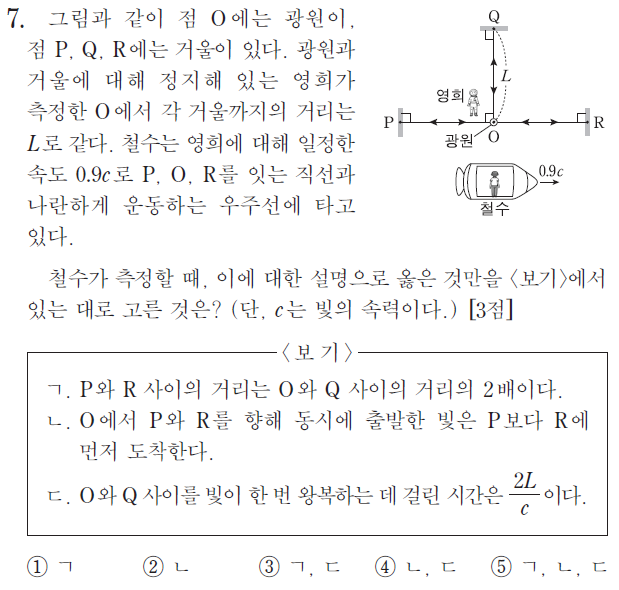 7. 그림과 같이 점 O에는 광원이,
점 P, Q, R에는 거울이 있다. 광원과
거울에 대해 정지해 있는 영희가
측정한 O에서 각 거울까지의 거리는
L로 같다. 철수는 영희에 대해 일정한
속도 0.9c로 P, O, R를 잇는 직선과
나란하게 운동하는 우주선에 타고
있다.
Q
L
영희
P
R
광원
O
0.9c
철수
철수가 측정할 때, 이에 대한 설명으로 옳은 것만을 <보기>에서
있는 대로 고른 것은? (단, c는 빛의 속력이다.) [3점]
<보 기>
ㄱ. P와 R 사이의 거리는 O와 Q 사이의 거리의 2배이다.
ㄴ. O에서 P와 R를 향해 동시에 출발한 빛은 P보다 R에
먼저 도착한다.
ㄷ. O와 Q 사이를 빛이 한 번 왕복하는 데 걸린 시간은 2L/c 이다.
① ㄱ ② ㄴ ③ ㄱ, ㄷ ④ ㄴ, ㄷ ⑤ ㄱ, ㄴ, ㄷ